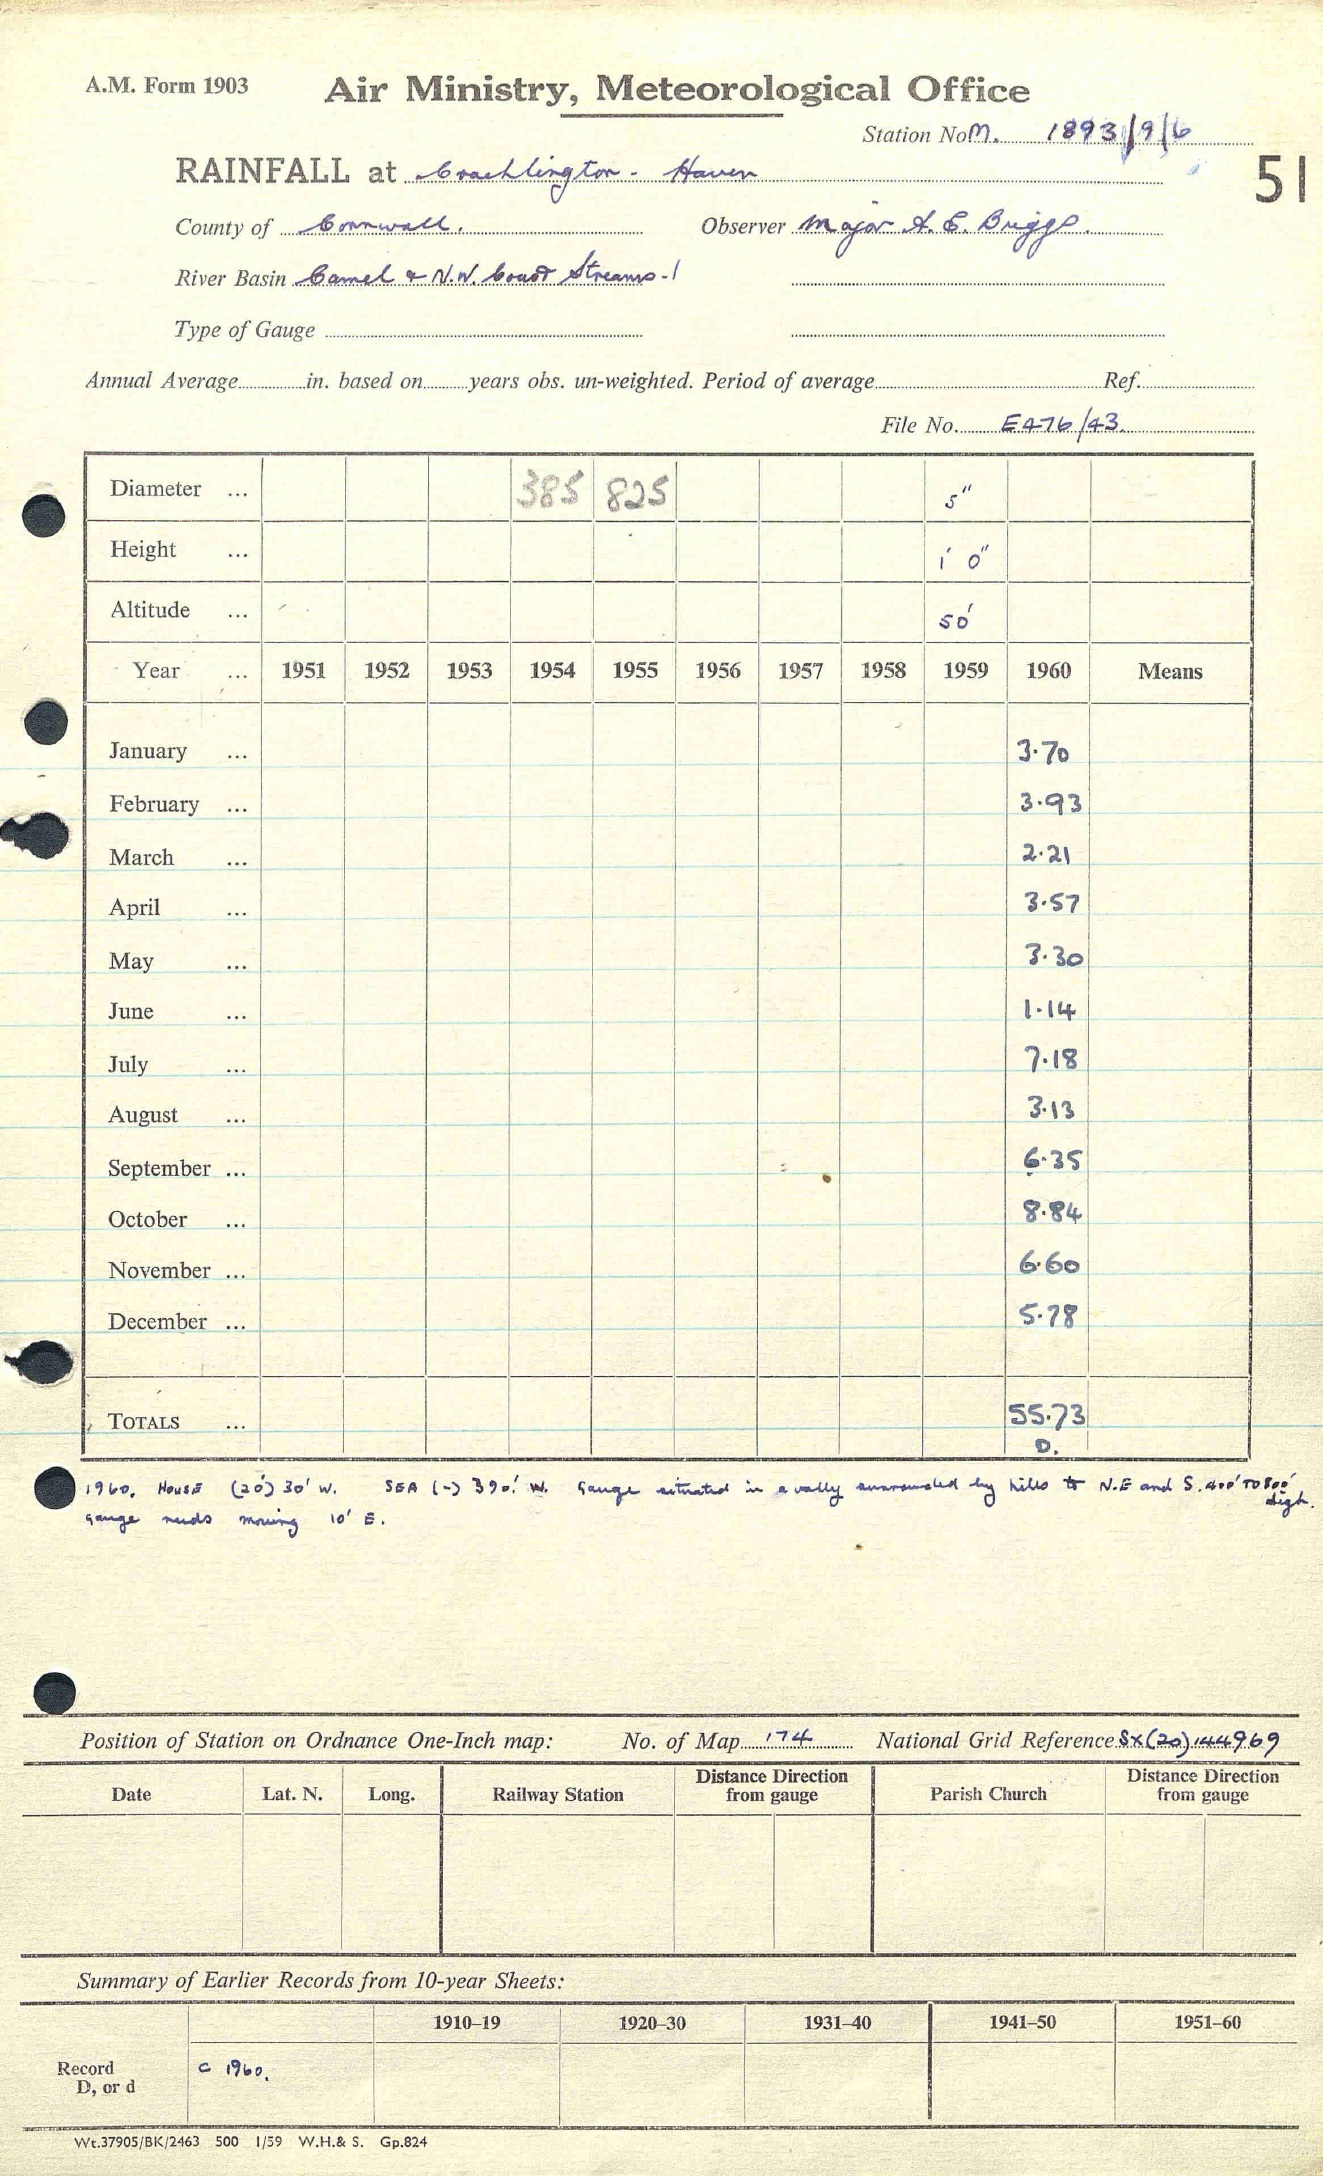 A.M. Form 1903 Air Ministry, Meteorological Office
Station No M. 1893/9/6
51
RAINFALL at Crachlington - Haven
County of Cornwall. Observer Major A. E. Briggs.
River Basin Camel & N.W. Coast Streams - 1
Type of Gauge
Annual Average in. based on years obs. un-weighted. Period of average Ref.
File No. E476/43.
Diameter ... 385 825 5"
Height ... 1' 0"
Altitude ... 50'
Year ... 1951 1952 1953 1954 1955 1956 1957 1958 1959 1960 Means
January ... 3.70
February ... 3.93
March ... 2.21
April ... 3.57
May ... 3.30
June ... 1.14
July ... 7.18
August ... 3.13
September ... 6.35
October ... 8.84
November ... 6.60
December ... 5.78
TOTALS ... 55.73
D.
1960. HOUSE (20') 30' W. SEA (-) 390' W. Gauge situated in a vally surrounded by hills to N.E and S. 400' TO 800' high.
gauge needs moving 10' E.
Position of Station on Ordnance One-Inch map: No. of Map 174 National Grid Reference SX(20)144969
Date Lat. N. Long. Railway Station Distance Direction from gauge Parish Church Distance Direction from gauge
Summary of Earlier Records from 10-year Sheets:
1910–19 1920–30 1931–40 1941–50 1951–60
Record C 1960.
D, or d
Wt.37905/BK/2463 500 1/59 W.H.& S. Gp.824